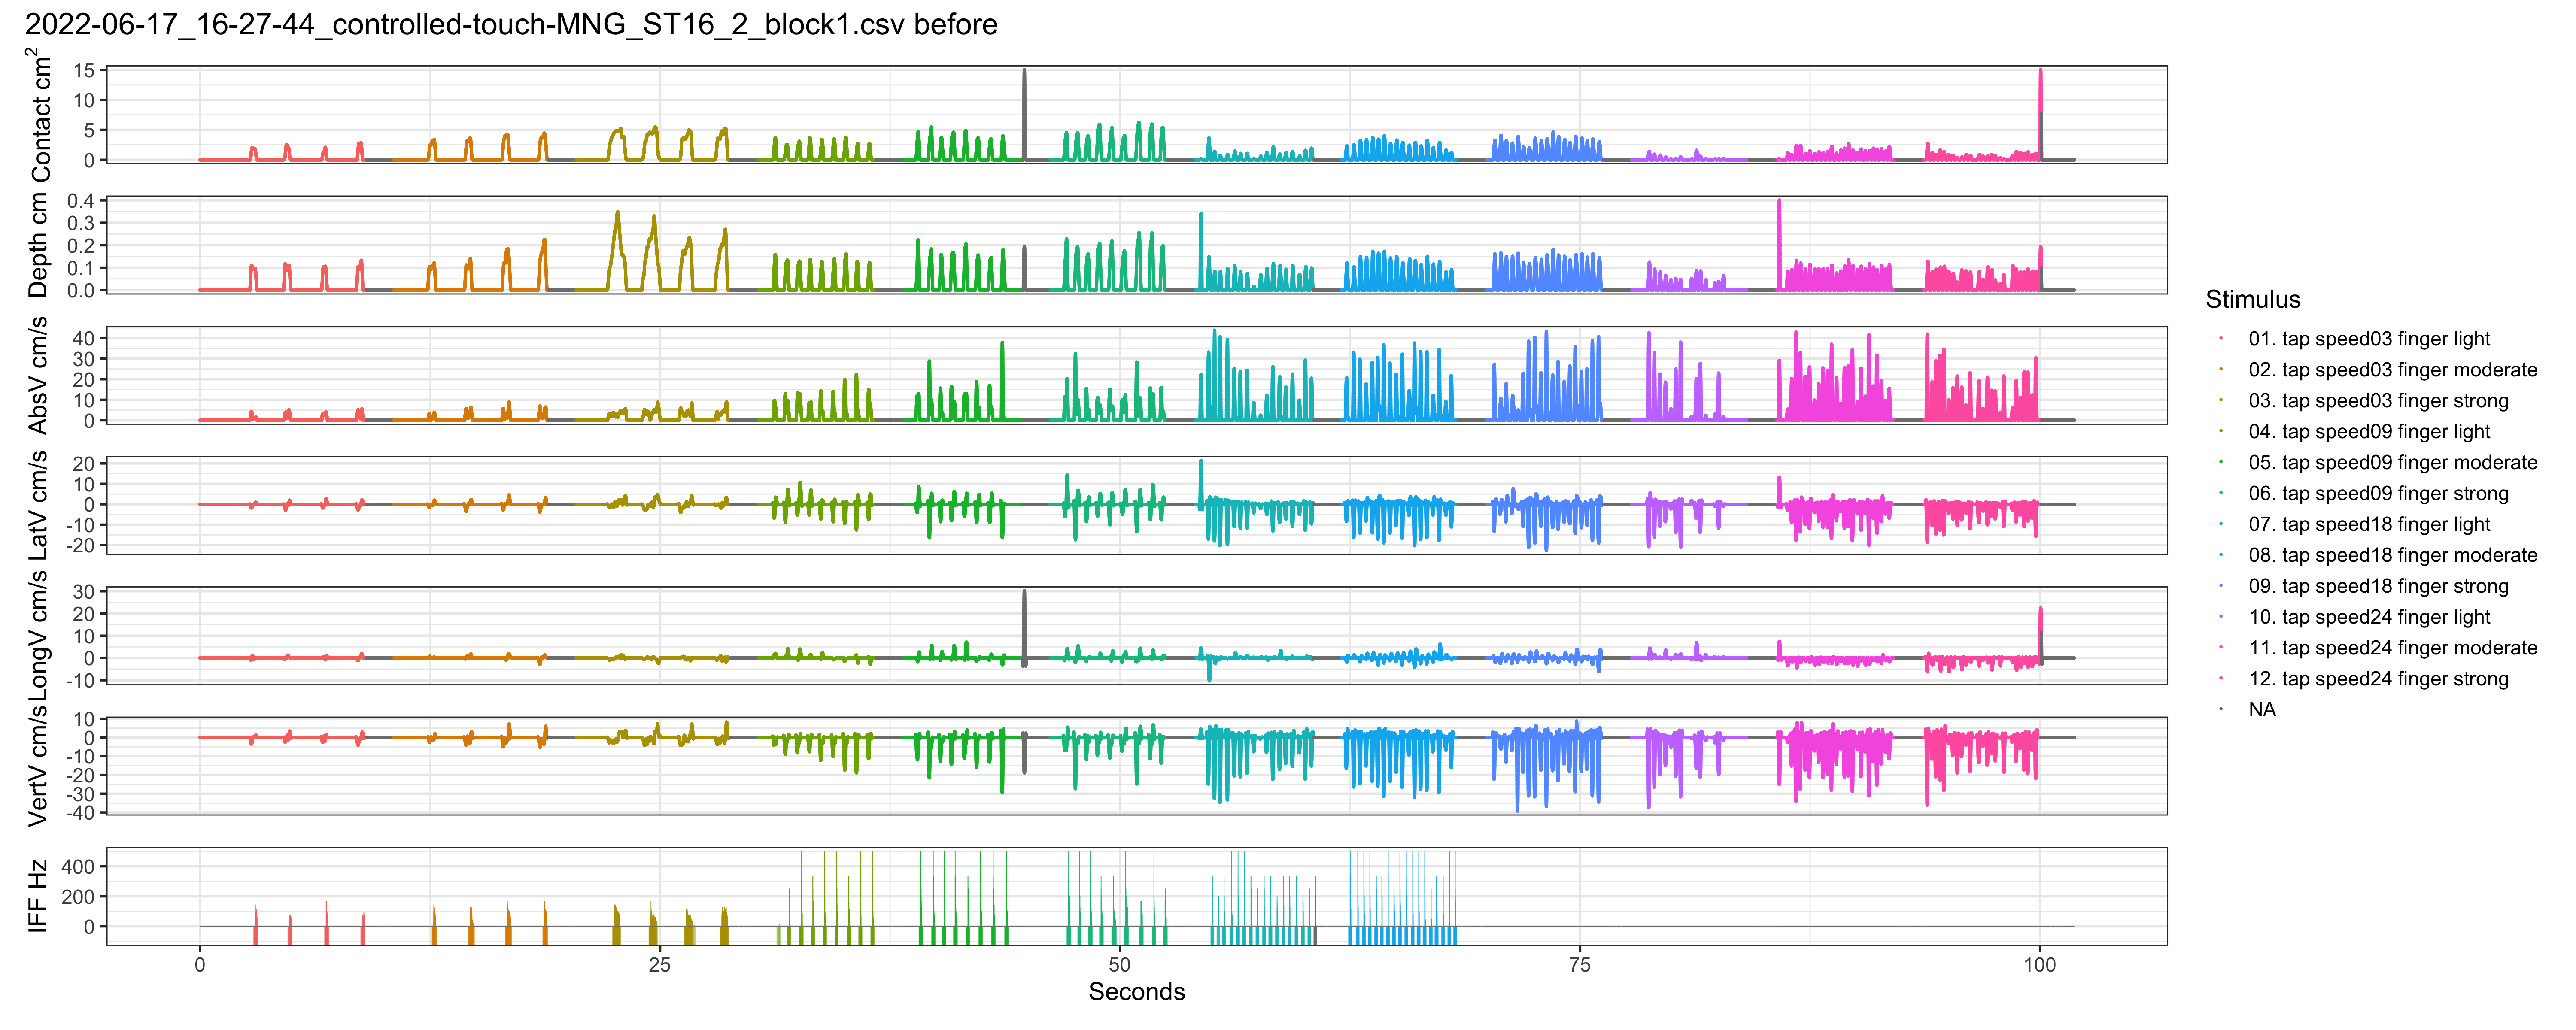 2022-06-17_16-27-44_controlled-touch-MNG_ST16_2_block1.csv before
Contact cm²
15
10
5
0
Depth cm
0.4
0.3
0.2
0.1
0.0
AbsV cm/s
40
30
20
10
0
LatV cm/s
20
10
0
-10
-20
LongV cm/s
30
20
10
0
-10
VertV cm/s
10
0
-10
-20
-30
-40
IFF Hz
400
200
0
0 25 50 75 100
Seconds
Stimulus
01. tap speed03 finger light
02. tap speed03 finger moderate
03. tap speed03 finger strong
04. tap speed09 finger light
05. tap speed09 finger moderate
06. tap speed09 finger strong
07. tap speed18 finger light
08. tap speed18 finger moderate
09. tap speed18 finger strong
10. tap speed24 finger light
11. tap speed24 finger moderate
12. tap speed24 finger strong
NA